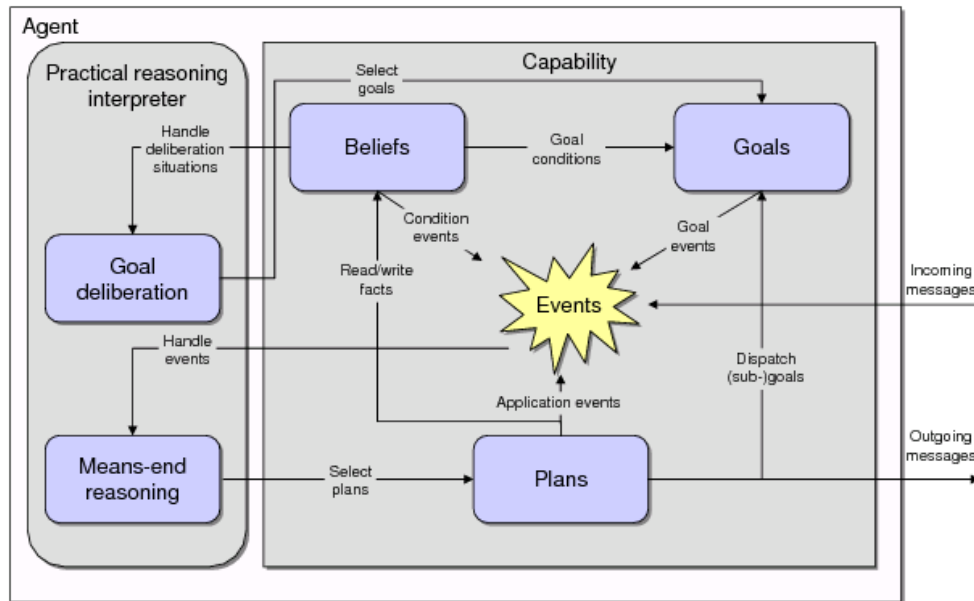 Agent
Practical reasoning
interpreter
Capability
Select
goals
Handle
deliberation
situations
Beliefs
Goal
conditions
Goals
Condition
events
Goal
events
Goal
deliberation
Read/write
facts
Events
Incoming
messages
Handle
events
Dispatch
(sub-)goals
Application events
Means-end
reasoning
Select
plans
Plans
Outgoing
messages